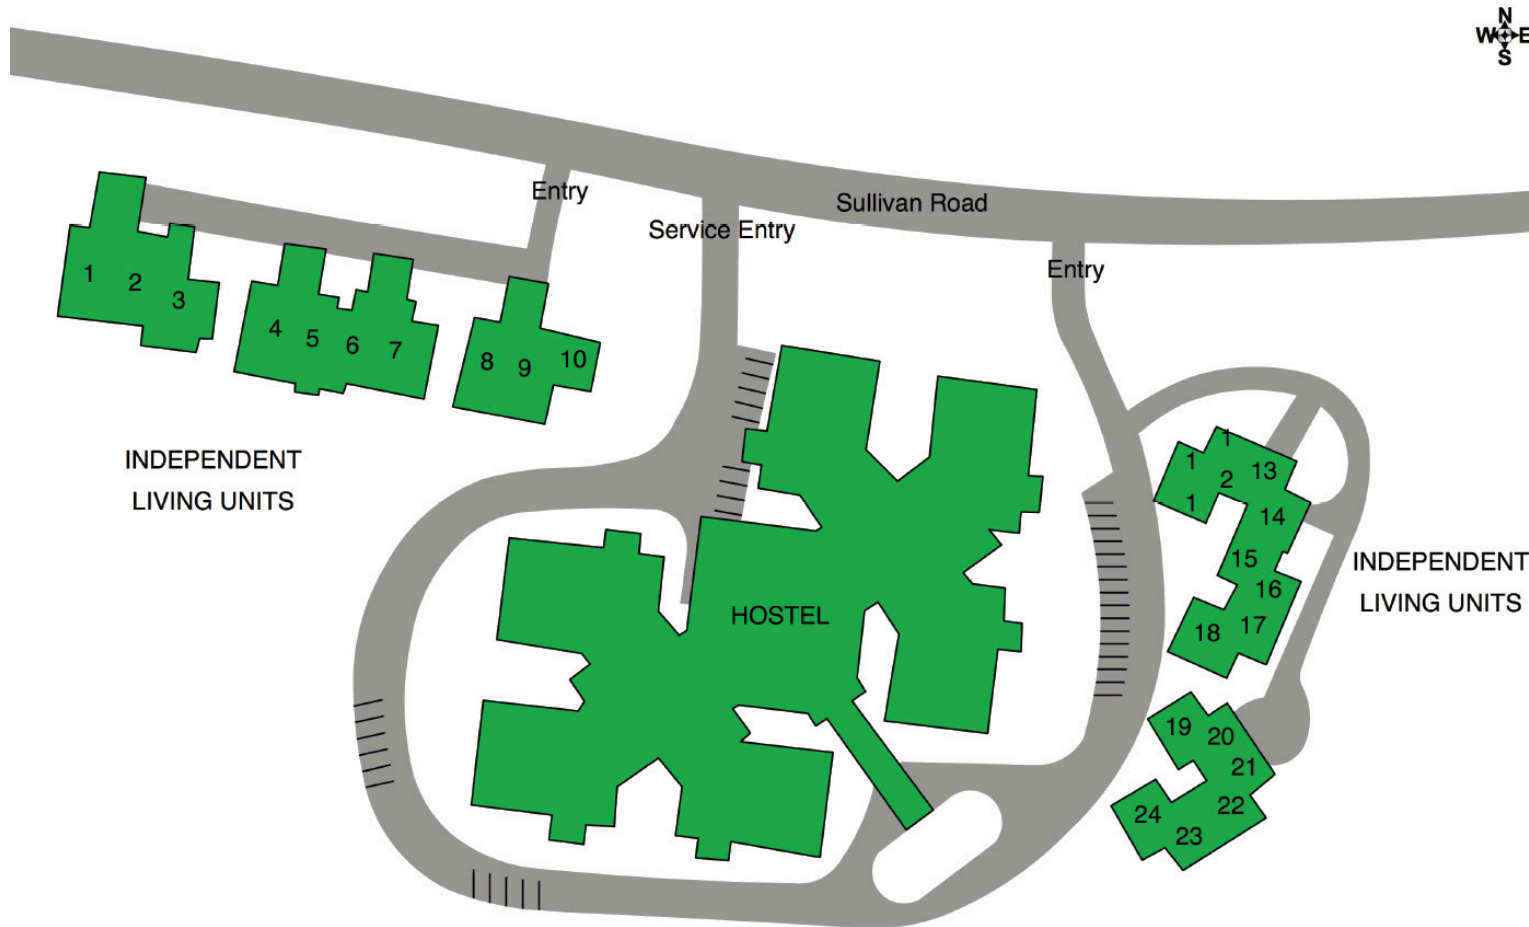 N
W E
S
Entry
Sullivan Road
Service Entry
Entry
1
2
3
4
5
6
7
8
9
10
INDEPENDENT
LIVING UNITS
HOSTEL
1
1
1
2
13
14
15
16
17
18
INDEPENDENT
LIVING UNITS
19
20
21
22
23
24